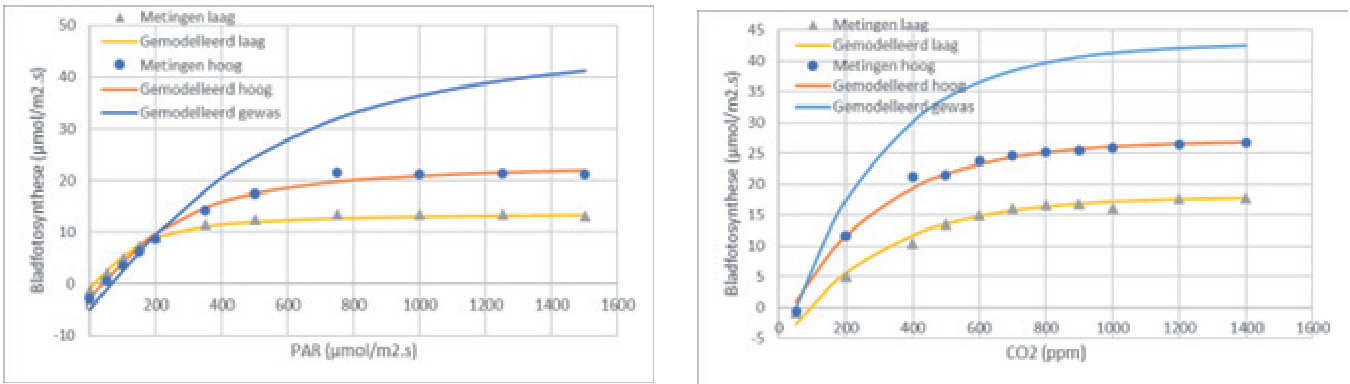 Metingen laag
Gemodelleerd laag
Metingen hoog
Gemodelleerd hoog
Gemodelleerd gewas
Bladfotosynthese (µmol/m2.s)
50
40
30
20
10
0
-10
200
400
600
800
1000
1200
1400
1600
PAR (µmol/m2.s)
Metingen laag
Gemodelleerd laag
Metingen hoog
Gemodelleerd hoog
Gemodelleerd gewas
Bladfotosynthese (µmol/m2.s)
45
40
35
30
25
20
15
10
5
0
-5
0
200
400
600
800
1000
1200
1400
1600
CO2 (ppm)